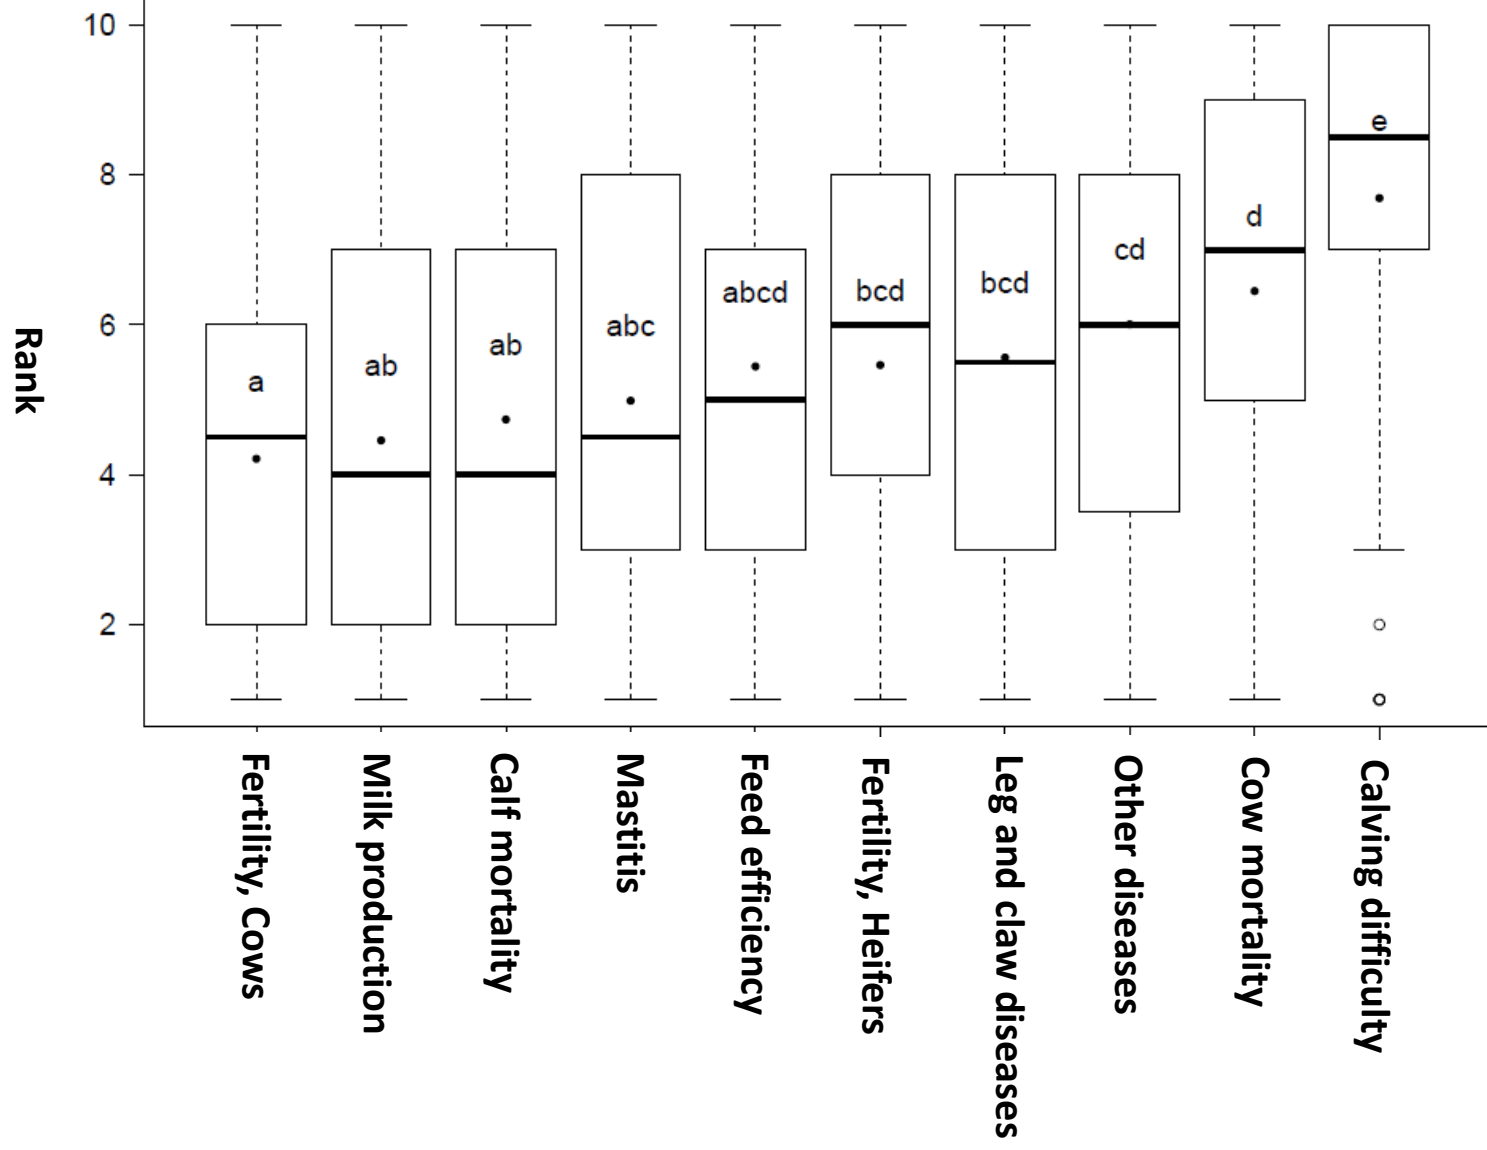 10
8
6
4
2
Rank
a
ab
ab
abc
abcd
bcd
bcd
cd
d
e
Fertility, Cows
Milk production
Calf mortality
Mastitis
Feed efficiency
Fertility, Heifers
Leg and claw diseases
Other diseases
Cow mortality
Calving difficulty